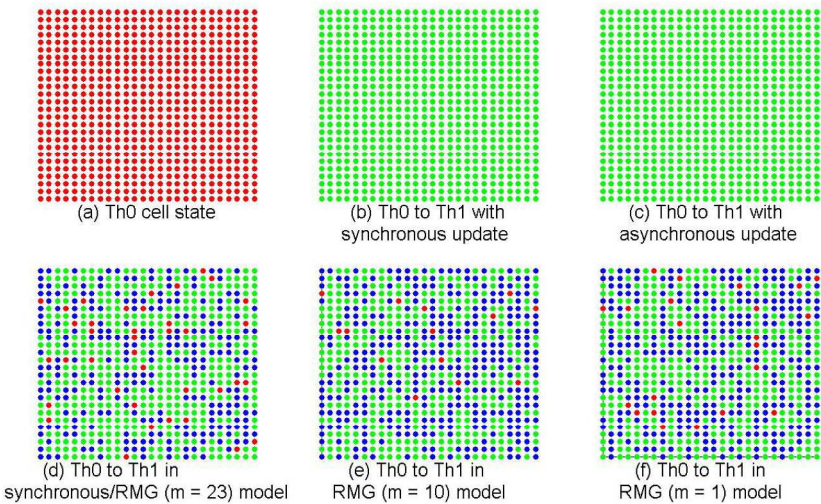 (a) Th0 cell state
(b) Th0 to Th1 with
synchronous update
(c) Th0 to Th1 with
asynchronous update
(d) Th0 to Th1 in
synchronous/RMG (m = 23) model
(e) Th0 to Th1 in
RMG (m = 10) model
(f) Th0 to Th1 in
RMG (m = 1) model